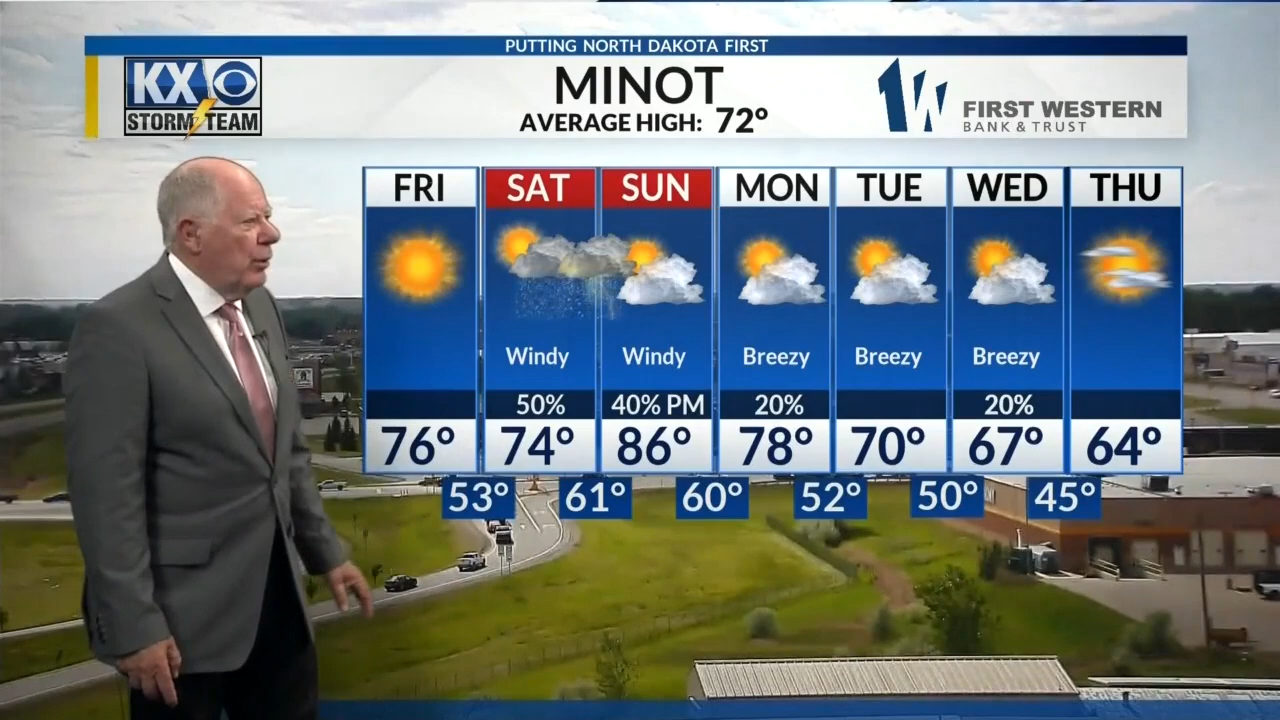 PUTTING NORTH DAKOTA FIRST
KX
STORM TEAM
MINOT
AVERAGE HIGH: 72°
1W FIRST WESTERN
BANK & TRUST
FRI SAT SUN MON TUE WED THU
Windy Windy Breezy Breezy Breezy
50% 40% PM 20% 20%
76° 74° 86° 78° 70° 67° 64°
53° 61° 60° 52° 50° 45°